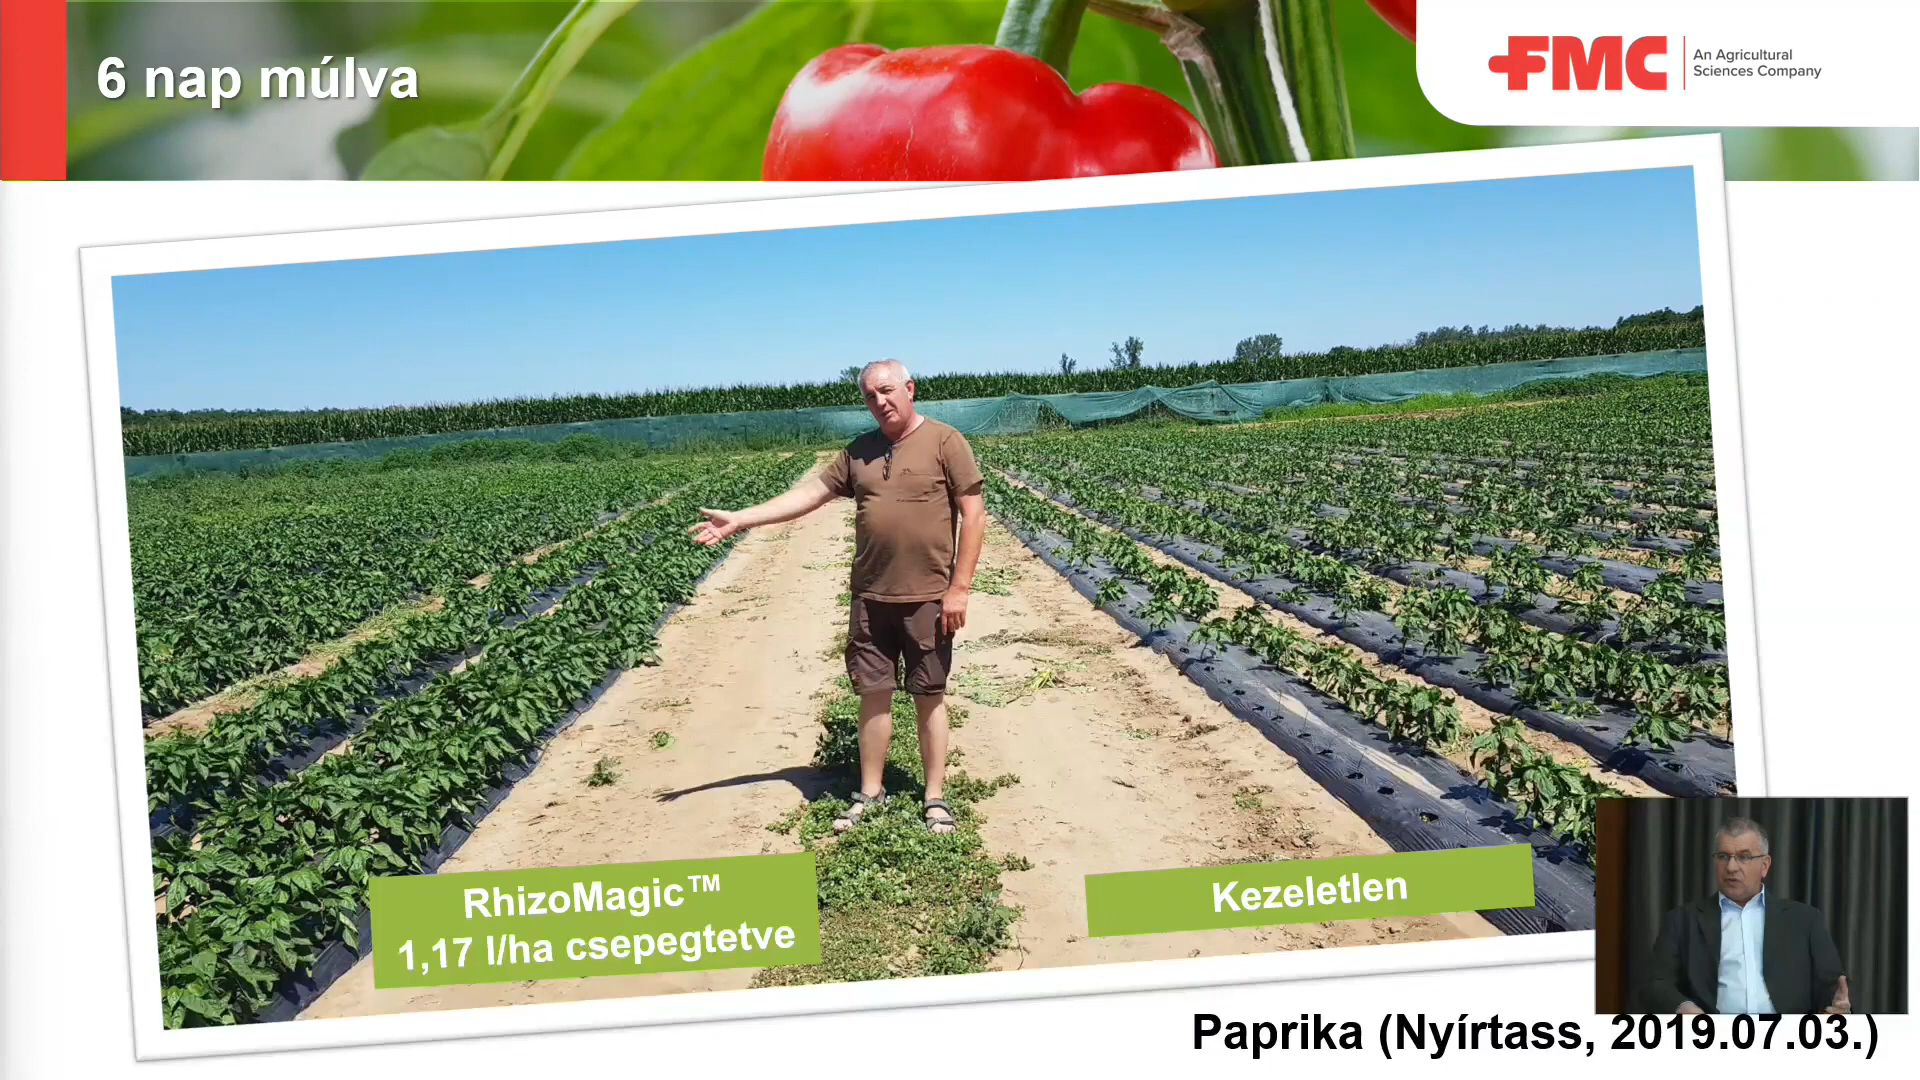 6 nap múlva
FMC
An Agricultural
Sciences Company
RhizoMagic™
1,17 l/ha csepegtetve
Kezeletlen
Paprika (Nyírtass, 2019.07.03.)